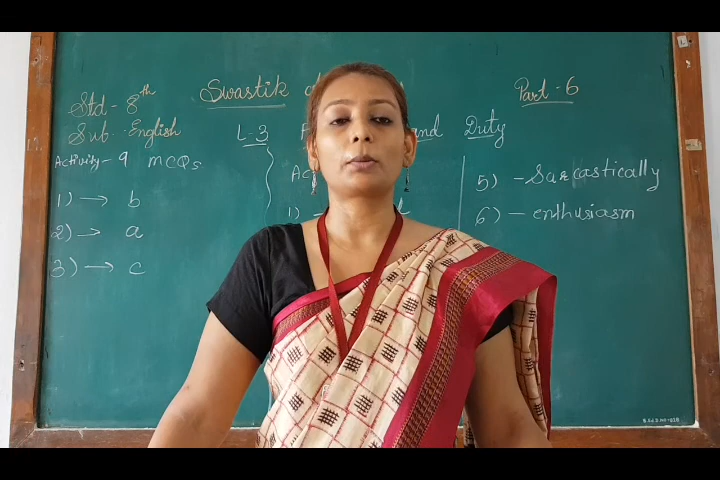 Std - 8th
Sub - English
Swastik
Part - 6
L-3
and Duty
Activity - 9 MCQs
1) → b
2) → a
3) → c
1) -
5) - Sarcastically
6) - enthusiasm